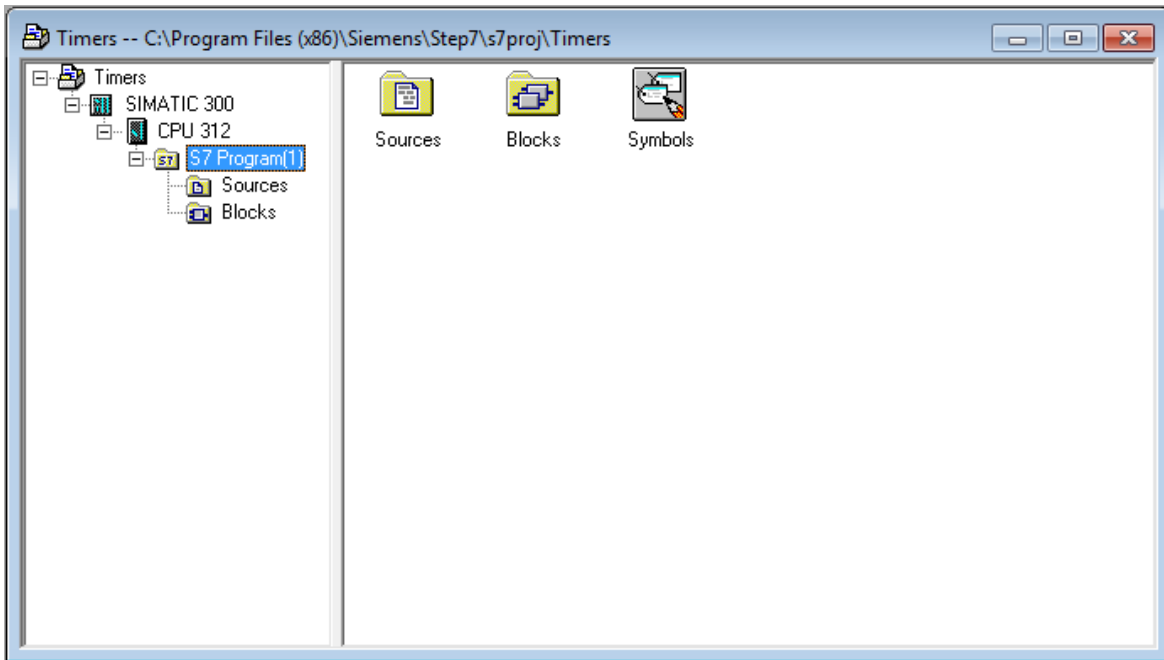 Timers -- C:\Program Files (x86)\Siemens\Step7\s7proj\Timers
Timers
SIMATIC 300
CPU 312
S7 S7 Program(1)
Sources
Blocks
Sources
Blocks
Symbols